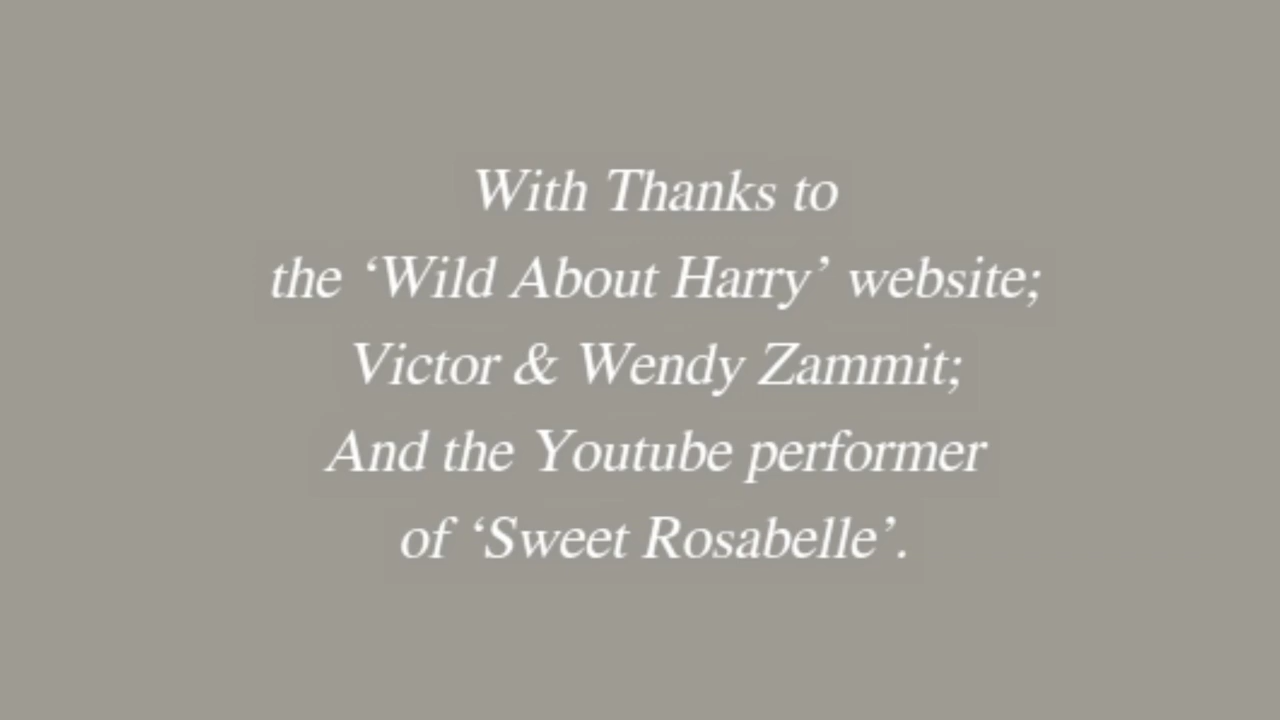 With Thanks to
the ‘Wild About Harry’ website;
Victor & Wendy Zammit;
And the Youtube performer
of ‘Sweet Rosabelle’.